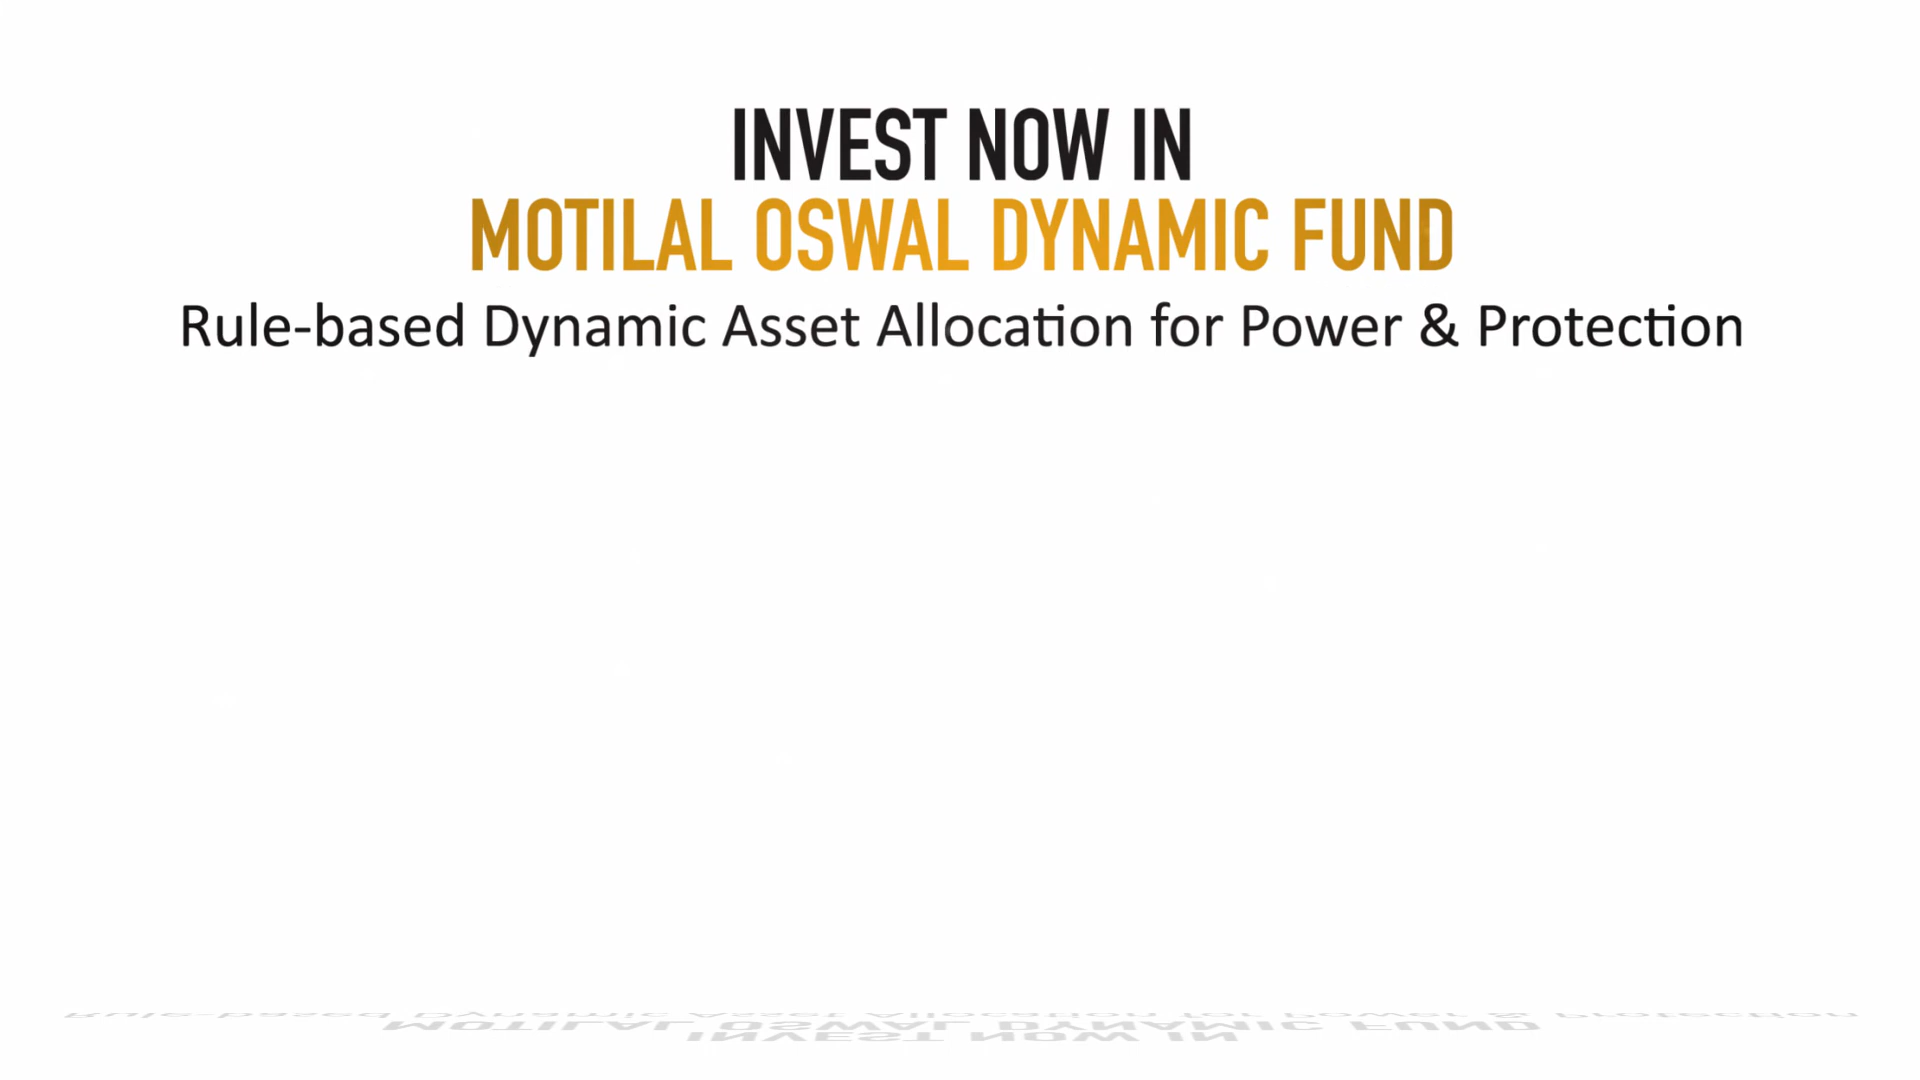 INVEST NOW IN
MOTILAL OSWAL DYNAMIC FUND
Rule-based Dynamic Asset Allocation for Power & Protection